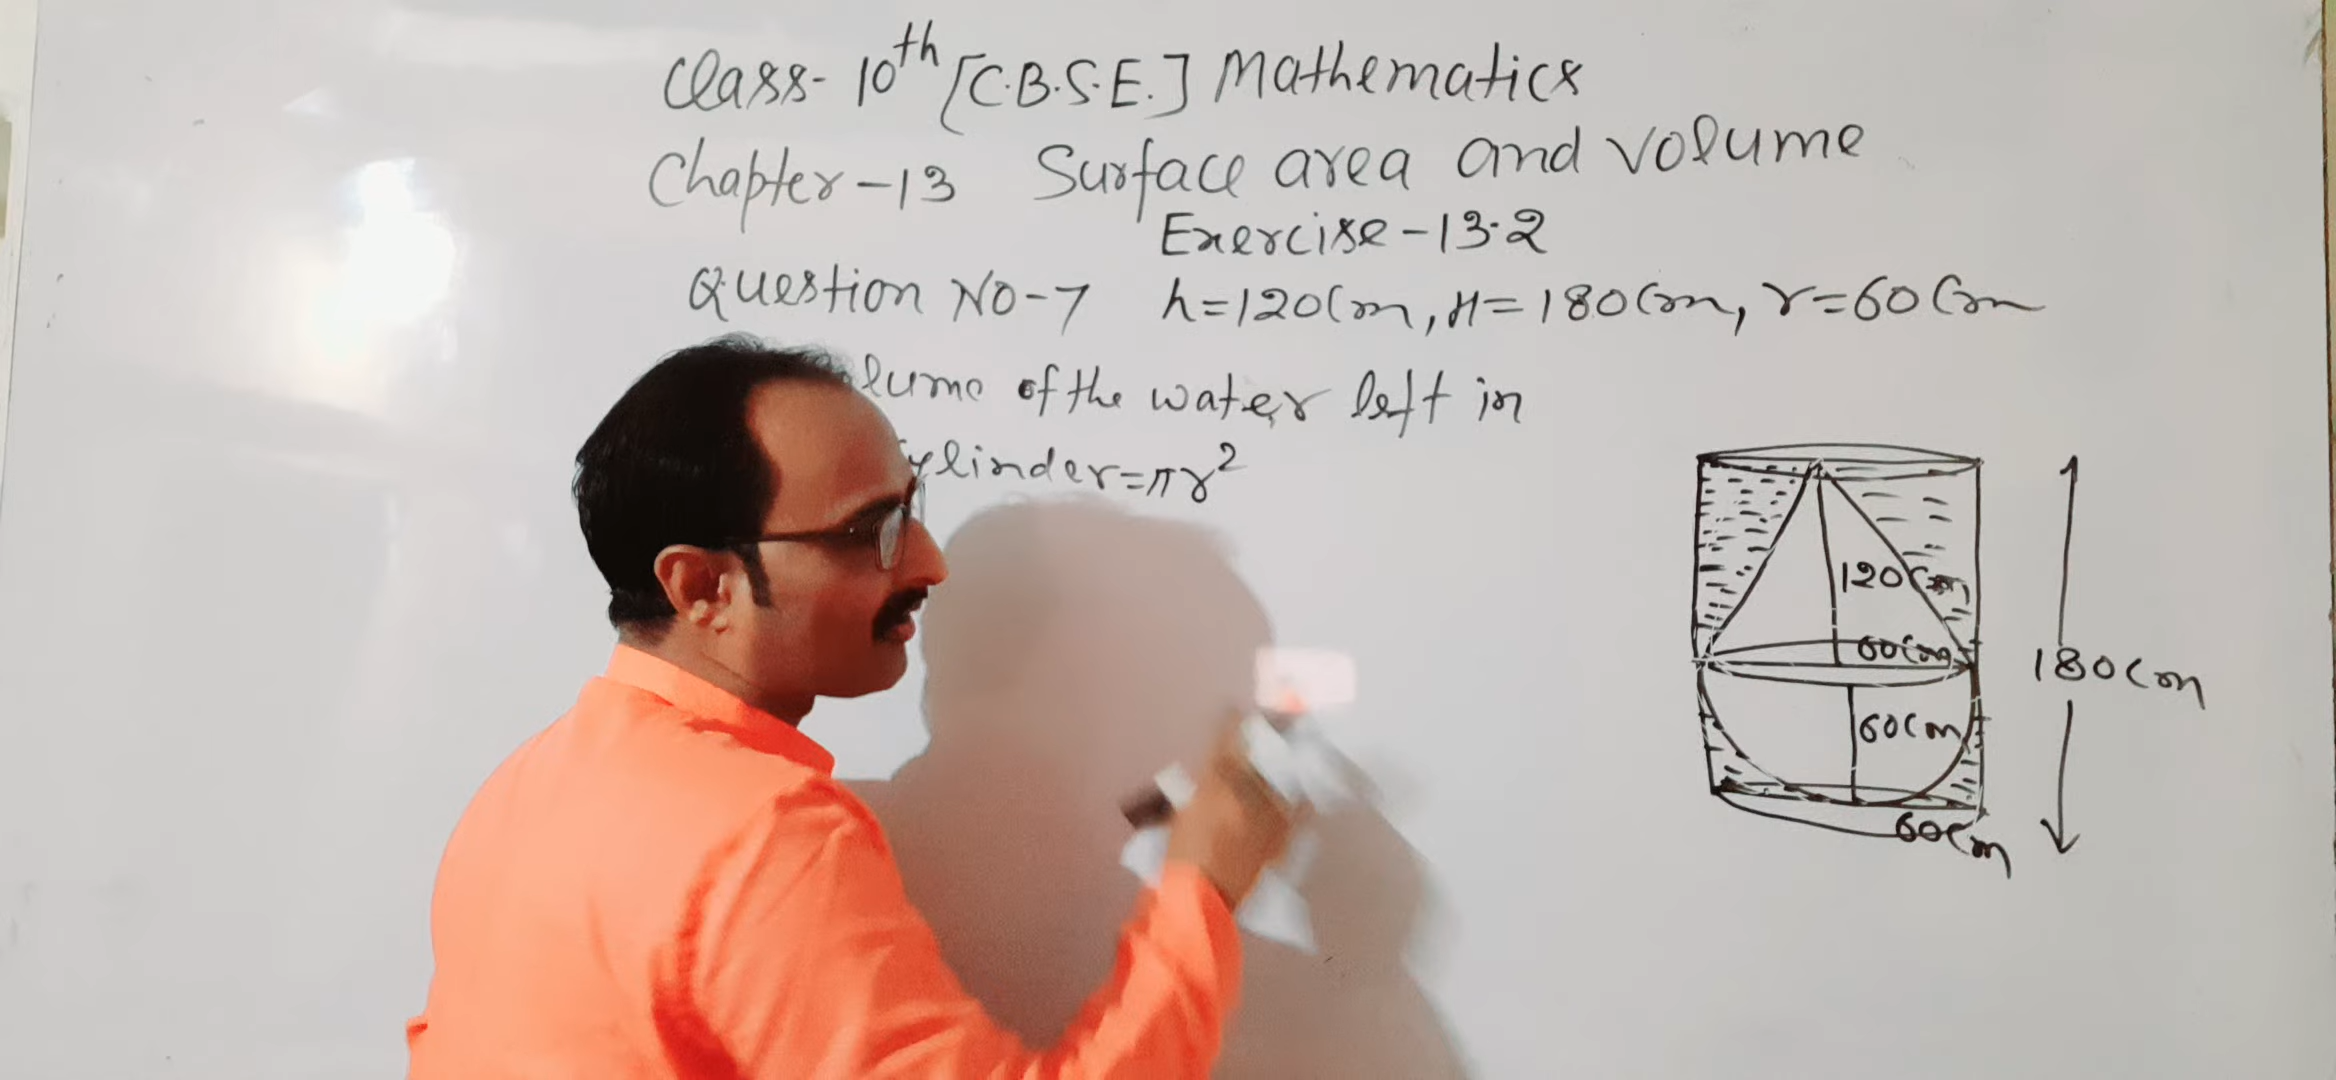 Class- 10th [C.B.S.E.] Mathematics
Chapter-13 Surface area and volume
Exercise-13.2
Question NO-7 h=120cm, H=180cm, r=60cm
of the water left in
=πr²
120cm
60cm
180cm
60cm
60cm